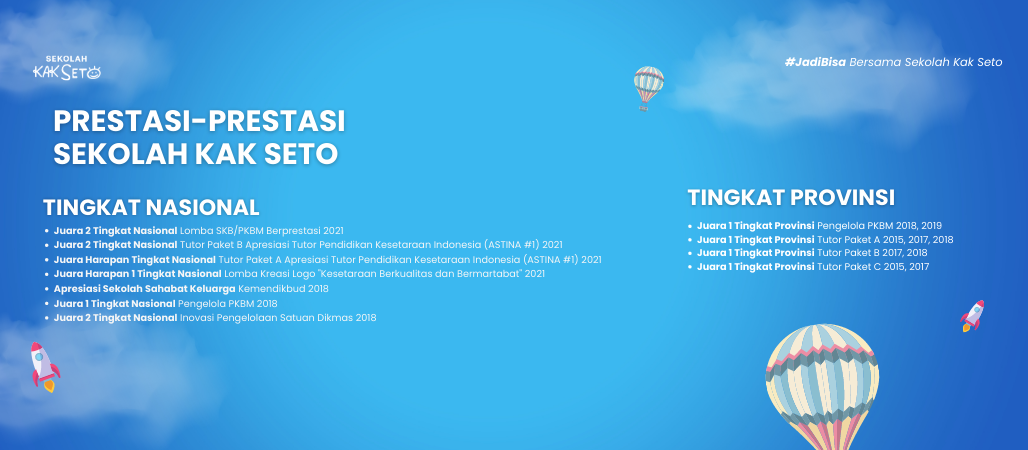 SEKOLAH
KAK SETO
#JadiBisa Bersama Sekolah Kak Seto
PRESTASI-PRESTASI
SEKOLAH KAK SETO
TINGKAT NASIONAL
• Juara 2 Tingkat Nasional Lomba SKB/PKBM Berprestasi 2021
• Juara 2 Tingkat Nasional Tutor Paket B Apresiasi Tutor Pendidikan Kesetaraan Indonesia (ASTINA #1) 2021
• Juara Harapan Tingkat Nasional Tutor Paket A Apresiasi Tutor Pendidikan Kesetaraan Indonesia (ASTINA #1) 2021
• Juara Harapan 1 Tingkat Nasional Lomba Kreasi Logo "Kesetaraan Berkualitas dan Bermartabat" 2021
• Apresiasi Sekolah Sahabat Keluarga Kemendikbud 2018
• Juara 1 Tingkat Nasional Pengelola PKBM 2018
• Juara 2 Tingkat Nasional Inovasi Pengelolaan Satuan Dikmas 2018
TINGKAT PROVINSI
• Juara 1 Tingkat Provinsi Pengelola PKBM 2018, 2019
• Juara 1 Tingkat Provinsi Tutor Paket A 2015, 2017, 2018
• Juara 1 Tingkat Provinsi Tutor Paket B 2017, 2018
• Juara 1 Tingkat Provinsi Tutor Paket C 2015, 2017